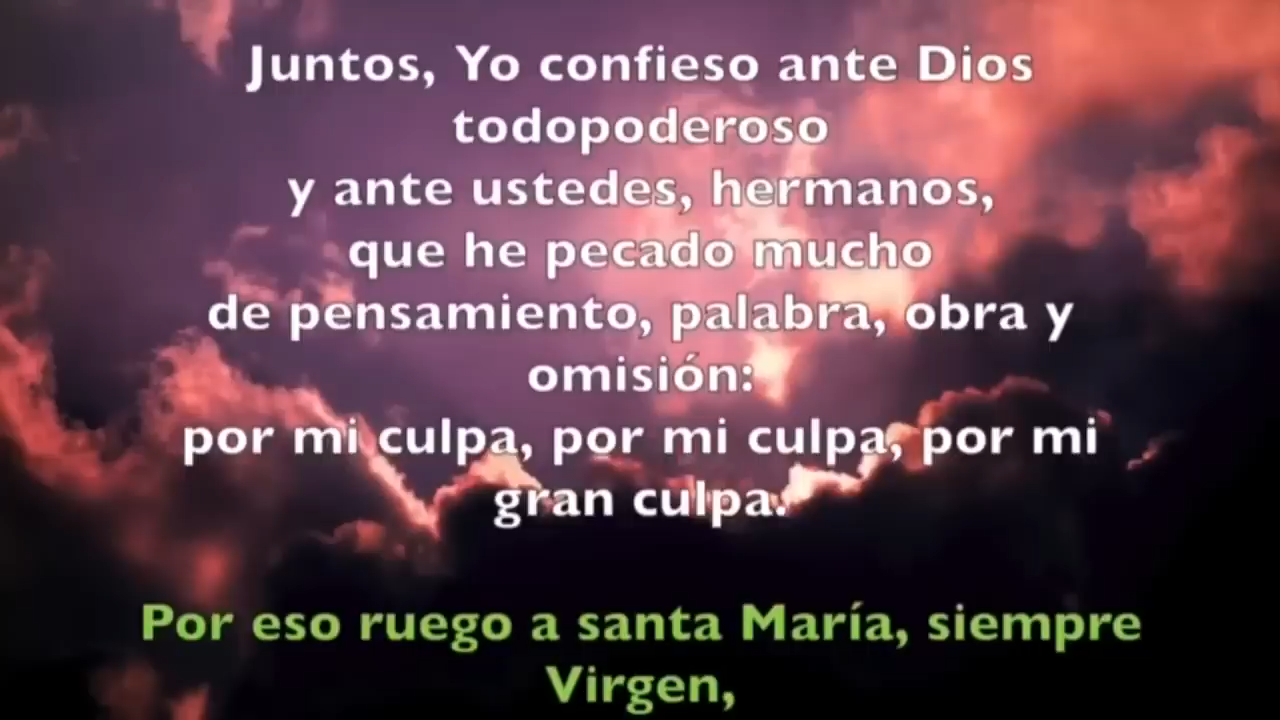 Juntos, Yo confieso ante Dios
todopoderoso
y ante ustedes, hermanos,
que he pecado mucho
de pensamiento, palabra, obra y
omisión:
por mi culpa, por mi culpa, por mi
gran culpa.
Por eso ruego a santa María, siempre
Virgen,